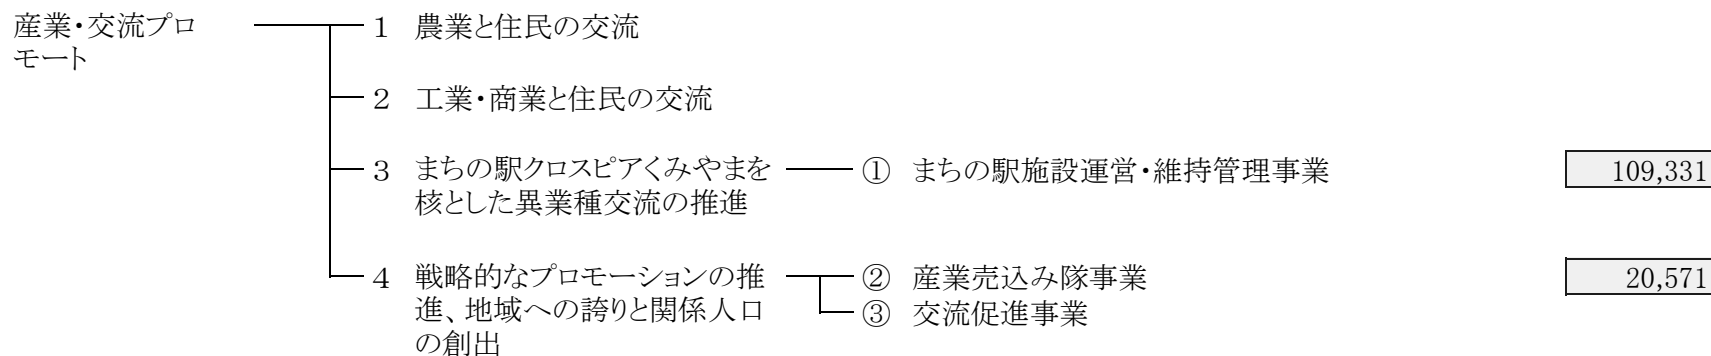 産業・交流プロ
モート
1 農業と住民の交流
2 工業・商業と住民の交流
3 まちの駅クロスピアくみやまを
核とした異業種交流の推進
① まちの駅施設運営・維持管理事業 109,331
4 戦略的なプロモーションの推
進、地域への誇りと関係人口
の創出
② 産業売込み隊事業 20,571
③ 交流促進事業